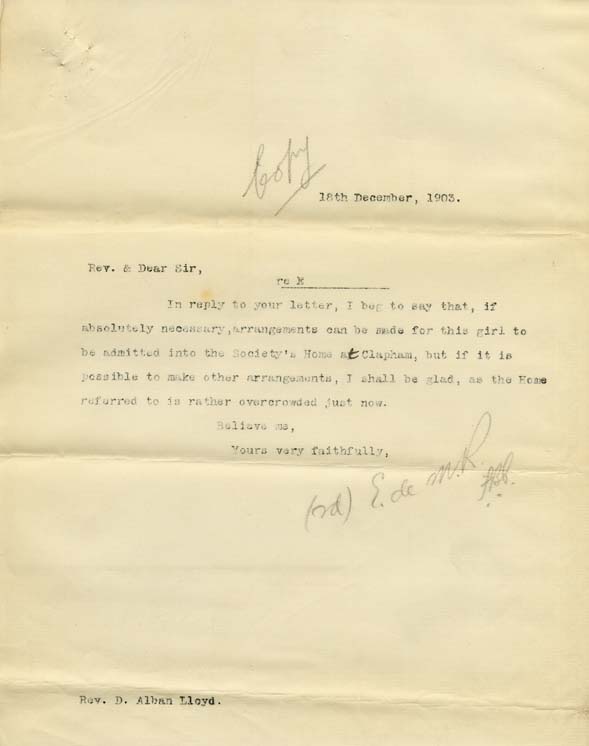 Copy
18th December, 1903.
Rev. & Dear Sir,
re K
In reply to your letter, I beg to say that, if
absolutely necessary,arrangements can be made for this girl to
be admitted into the Society's Home at Clapham, but if it is
possible to make other arrangements, I shall be glad, as the Home
referred to is rather overcrowded just now.
Believe me,
Yours very faithfully,
E. de M. R.
Rev. D. Alban Lloyd.